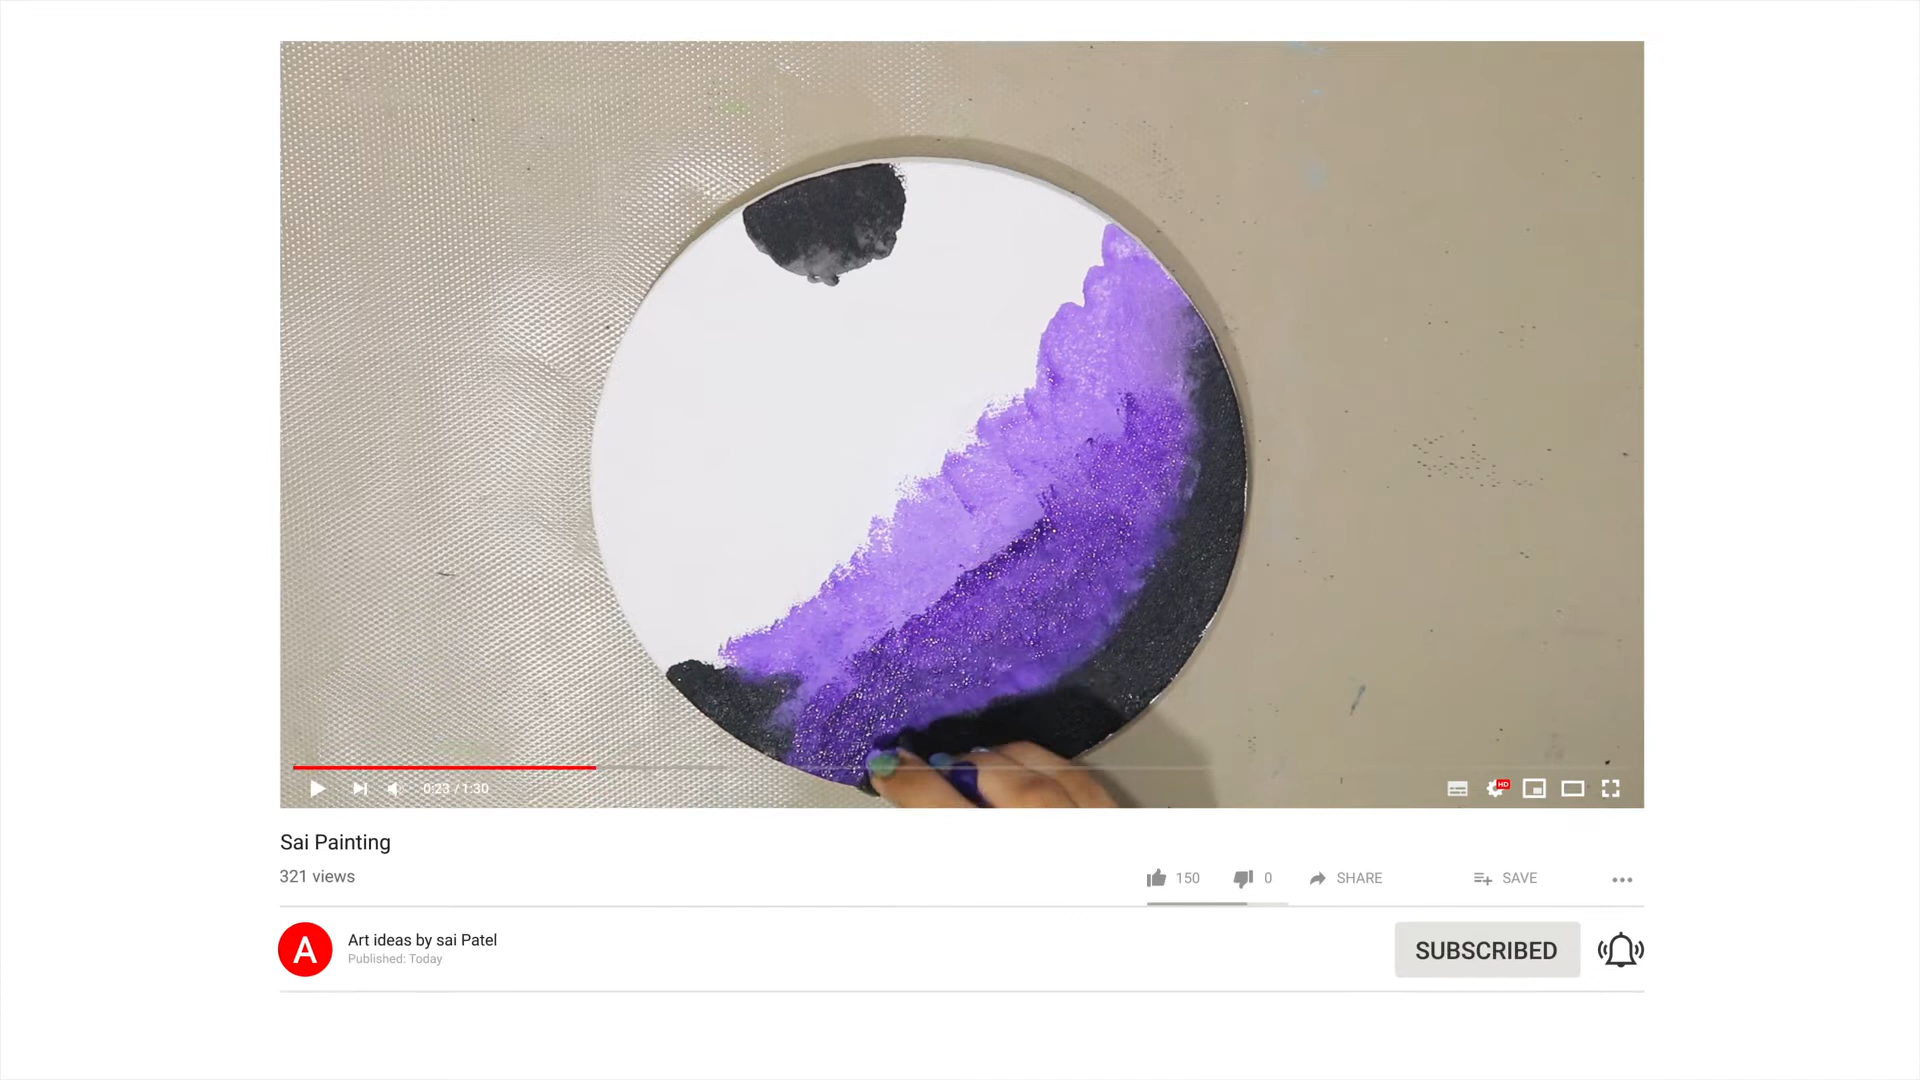 0:23 / 1:30
HD
Sai Painting
321 views
150
0
SHARE
SAVE
A
Art ideas by sai Patel
Published: Today
SUBSCRIBED